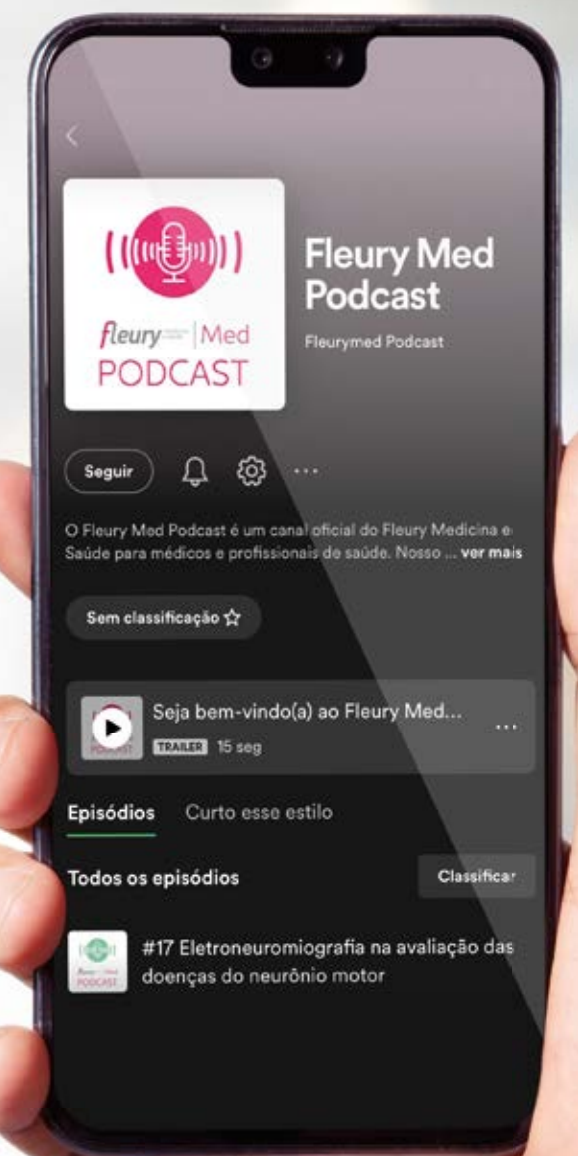 fleury Med
PODCAST
Fleury Med
Podcast
Fleurymed Podcast
Seguir
O Fleury Med Podcast é um canal oficial do Fleury Medicina e
Saúde para médicos e profissionais de saúde. Nosso ... ver mais
Sem classificação
Seja bem-vindo(a) ao Fleury Med...
TRAILER 15 seg
PODCAST
Episódios Curto esse estilo
Todos os episódios Classificar
#17 Eletroneuromiografia na avaliação das
doenças do neurônio motor
PODCAST